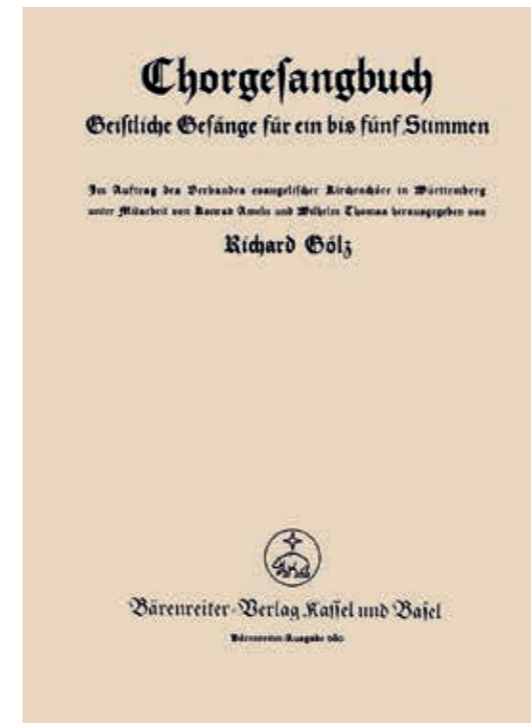 Chorgesangbuch
Geistliche Gesänge für ein bis fünf Stimmen
Im Auftrag des Verbandes evangelischer Kirchenchöre in Württemberg
unter Mitarbeit von Konrad Ameln und Wilhelm Thomas herausgegeben von
Richard Gölz
Bärenreiter-Verlag Kassel und Basel
Bärenreiter-Ausgabe 680